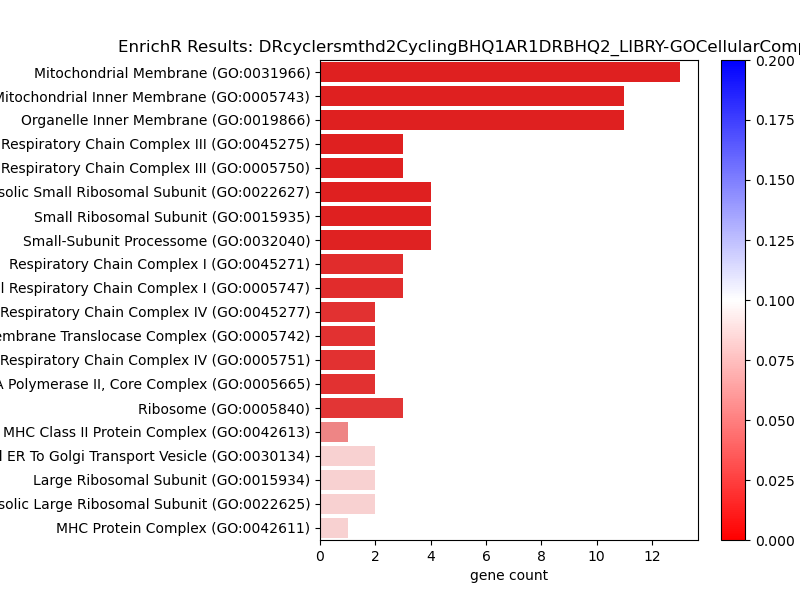 EnrichR Results: DRcyclersmthd2CyclingBHQ1AR1DRBHQ2_LIBRY-GOCellularComp
Mitochondrial Membrane (GO:0031966)
Mitochondrial Inner Membrane (GO:0005743)
Organelle Inner Membrane (GO:0019866)
Respiratory Chain Complex III (GO:0045275)
Respiratory Chain Complex III (GO:0005750)
solic Small Ribosomal Subunit (GO:0022627)
Small Ribosomal Subunit (GO:0015935)
Small-Subunit Processome (GO:0032040)
Respiratory Chain Complex I (GO:0045271)
l Respiratory Chain Complex I (GO:0005747)
Respiratory Chain Complex IV (GO:0045277)
embrane Translocase Complex (GO:0005742)
Respiratory Chain Complex IV (GO:0005751)
A Polymerase II, Core Complex (GO:0005665)
Ribosome (GO:0005840)
MHC Class II Protein Complex (GO:0042613)
l ER To Golgi Transport Vesicle (GO:0030134)
Large Ribosomal Subunit (GO:0015934)
solic Large Ribosomal Subunit (GO:0022625)
MHC Protein Complex (GO:0042611)
0 2 4 6 8 10 12
gene count
0.200
0.175
0.150
0.125
0.100
0.075
0.050
0.025
0.000